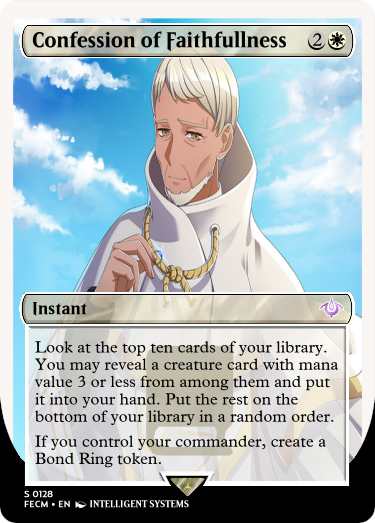 Confession of Faithfullness 2
Instant
Look at the top ten cards of your library.
You may reveal a creature card with mana
value 3 or less from among them and put
it into your hand. Put the rest on the
bottom of your library in a random order.
If you control your commander, create a
Bond Ring token.
S 0128
FECM • EN INTELLIGENT SYSTEMS